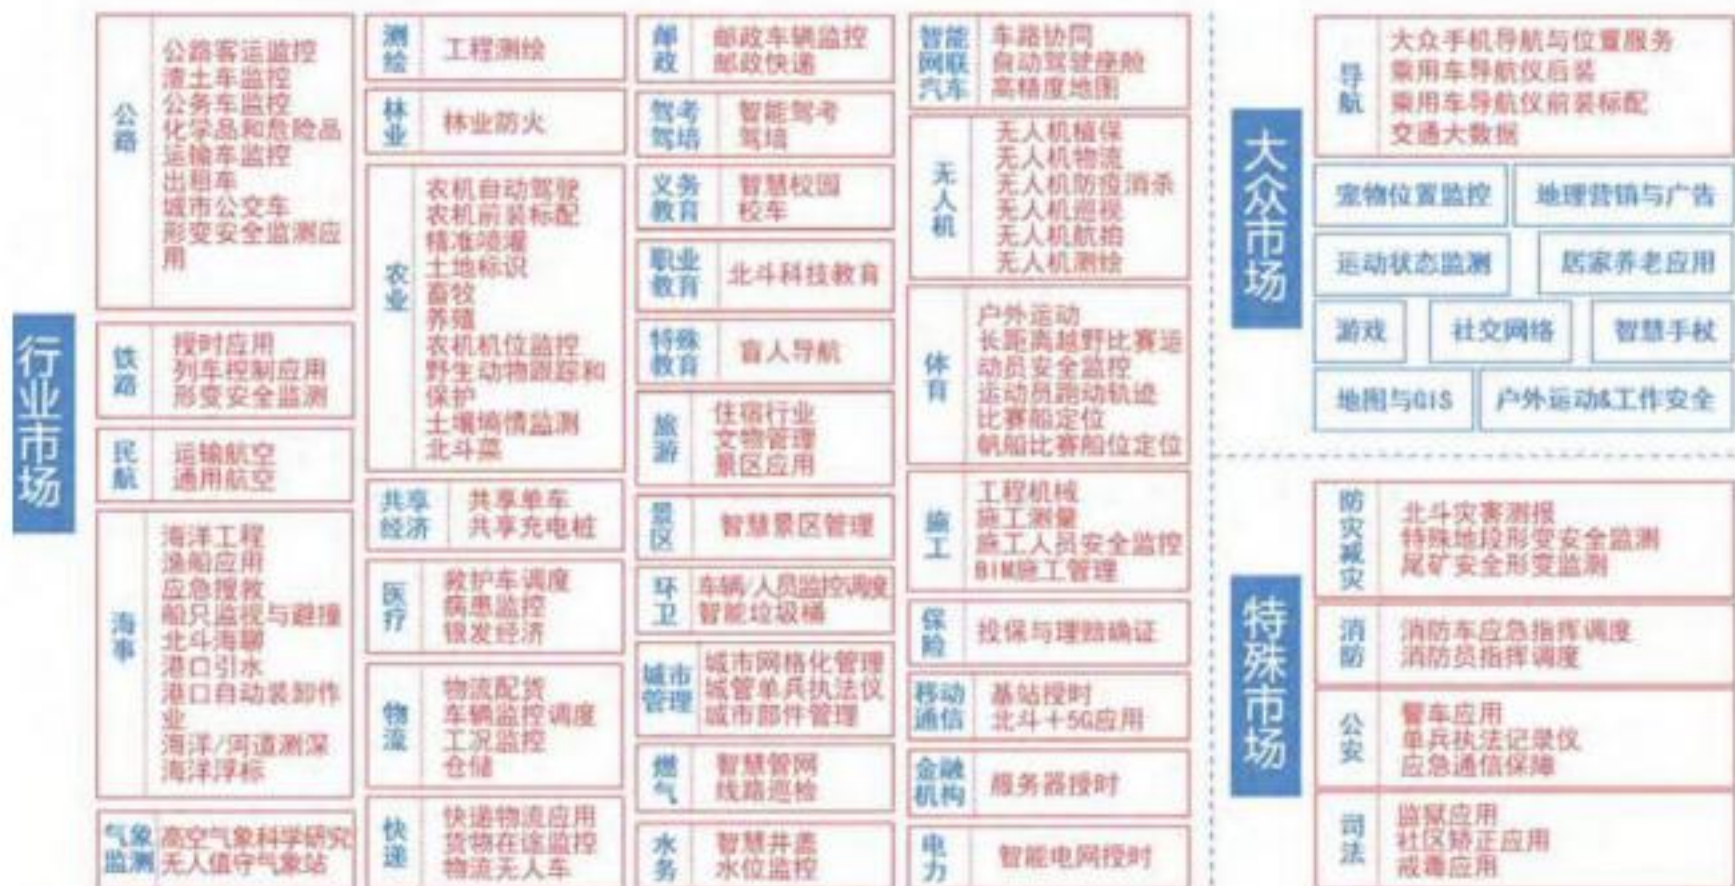 行业市场
公路
公路客运监控
渣土车监控
公务车监控
化学品和危险品
运输车监控
出租车
城市公交车
形变安全监测应
用
铁路
授时应用
列车控制应用
形变安全监测
民航
运输航空
通用航空
海事
海洋工程
渔船应用
应急搜救
船只监视与避撞
北斗海聊
港口引水
港口自动装卸作
业
海洋/河道测深
海洋浮标
气象
监测
高空气象科学研究
无人值守气象站
测绘
工程测绘
林业
林业防火
农业
农机自动驾驶
农机前装标配
精准喷灌
土地标识
畜牧
养殖
农机机位监控
野生动物跟踪和
保护
土壤墒情监测
北斗菜
共享
经济
共享单车
共享充电桩
医疗
救护车调度
病患监控
银发经济
物流
物流配货
车辆监控调度
工况监控
仓储
快递
快递物流应用
货物在途监控
物流无人车
邮政
邮政车辆监控
邮政快递
驾考
驾培
智能驾考
驾培
义务
教育
智慧校园
校车
职业
教育
北斗科技教育
特殊
教育
盲人导航
旅游
住宿行业
文物管理
景区应用
景区
智慧景区管理
环卫
车辆/人员监控调度
智能垃圾桶
城市
管理
城市网格化管理
城管单兵执法仪
城市部件管理
燃气
智慧管网
线路巡检
水务
智慧井盖
水位监控
智能
网联
汽车
车路协同
自动驾驶座舱
高精度地图
无人机
无人机植保
无人机物流
无人机防疫消杀
无人机巡视
无人机航拍
无人机测绘
体育
户外运动
长距离越野比赛运
动员安全监控
运动员跑动轨迹
比赛船定位
帆船比赛船位定位
施工
工程机械
施工测量
施工人员安全监控
BIM施工管理
保险
投保与理赔确证
移动
通信
基站授时
北斗+5G应用
金融
机构
服务器授时
电力
智能电网授时
大众市场
导航
大众手机导航与位置服务
乘用车导航仪后装
乘用车导航仪前装标配
交通大数据
宠物位置监控
地理营销与广告
运动状态监测
居家养老应用
游戏
社交网络
智慧手杖
地图与GIS
户外运动&工作安全
特殊市场
防灾减灾
北斗灾害测报
特殊地段形变安全监测
尾矿安全形变监测
消防
消防车应急指挥调度
消防员指挥调度
公安
警车应用
单兵执法记录仪
应急通信保障
司法
监狱应用
社区矫正应用
戒毒应用